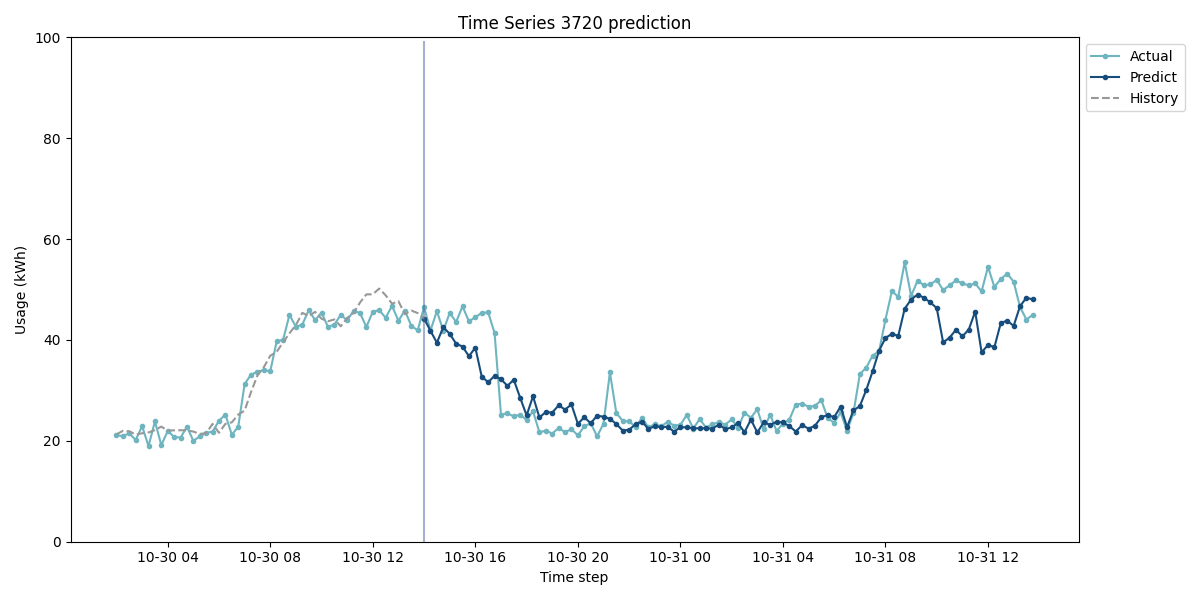 Time Series 3720 prediction
100
80
60
40
20
0
Usage (kWh)
10-30 04
10-30 08
10-30 12
10-30 16
10-30 20
10-31 00
10-31 04
10-31 08
10-31 12
Time step
Actual
Predict
History